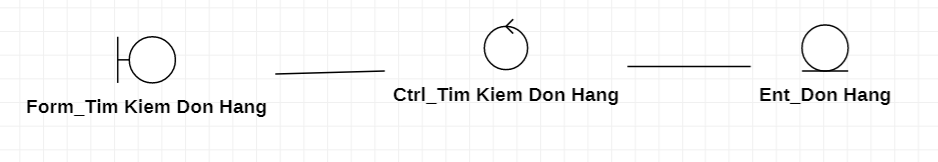 Form_Tim Kiem Don Hang
Ctrl_Tim Kiem Don Hang
Ent_Don Hang